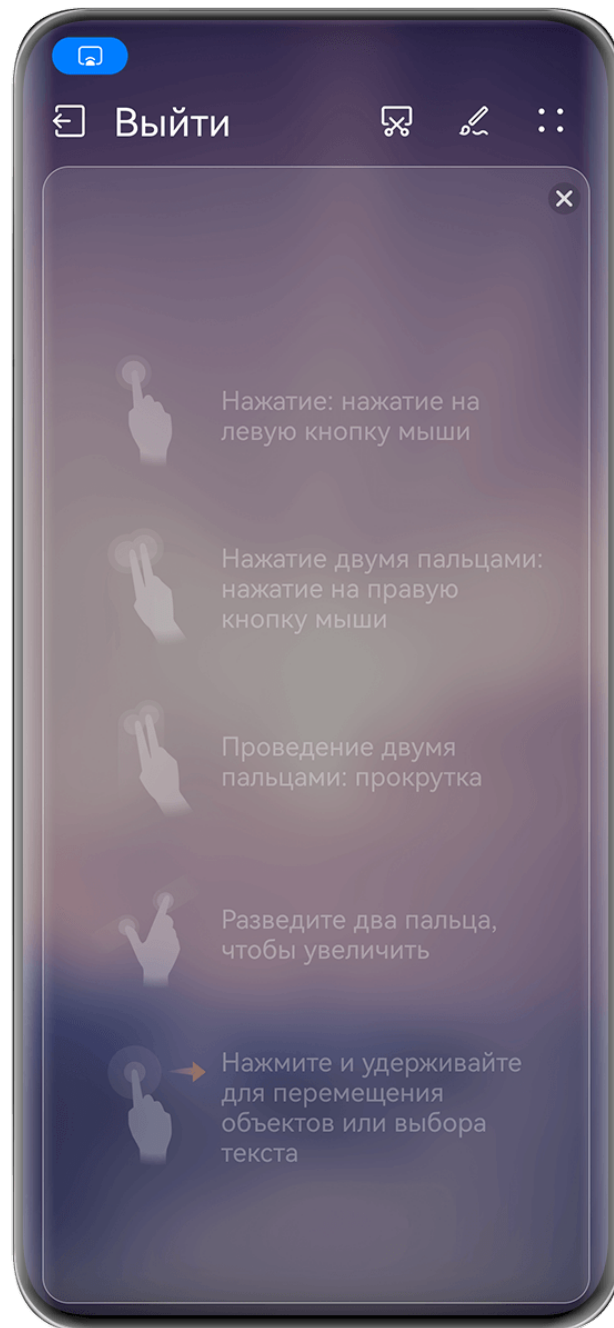 Выйти
Нажатие: нажатие на
левую кнопку мыши
Нажатие двумя пальцами:
нажатие на правую
кнопку мыши
Проведение двумя
пальцами: прокрутка
Разведите два пальца,
чтобы увеличить
Нажмите и удерживайте
для перемещения
объектов или выбора
текста